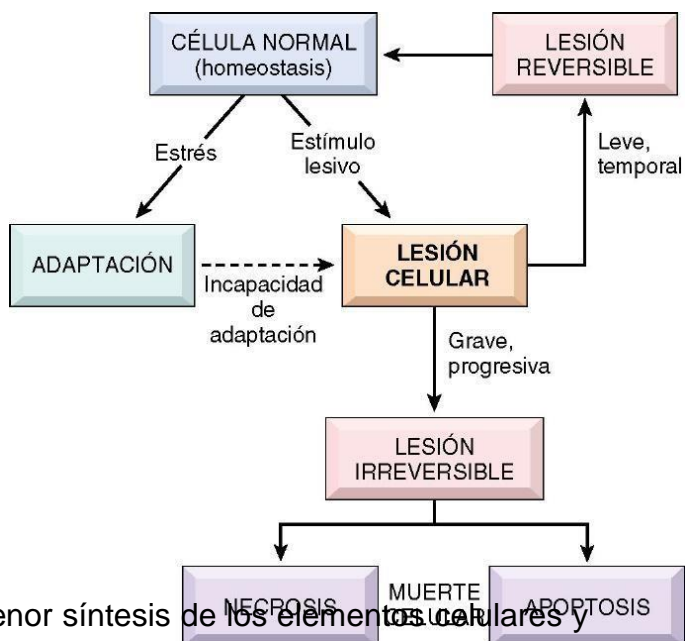 CÉLULA NORMAL
(homeostasis)
LESIÓN
REVERSIBLE
Estrés
Estímulo
lesivo
Leve,
temporal
ADAPTACIÓN
Incapacidad
de
adaptación
LESIÓN
CELULAR
Grave,
progresiva
LESIÓN
IRREVERSIBLE
NECROSIS
MUERTE
CELULAR
APOPTOSIS
enor síntesis de los elementos celulares y